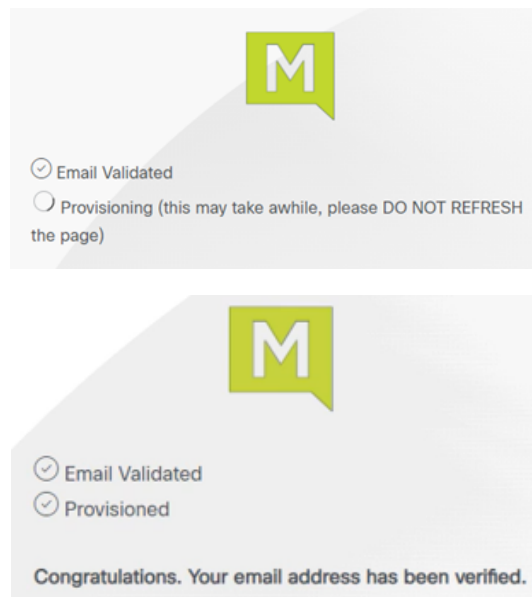 M
Email Validated
Provisioning (this may take awhile, please DO NOT REFRESH
the page)
M
Email Validated
Provisioned
Congratulations. Your email address has been verified.